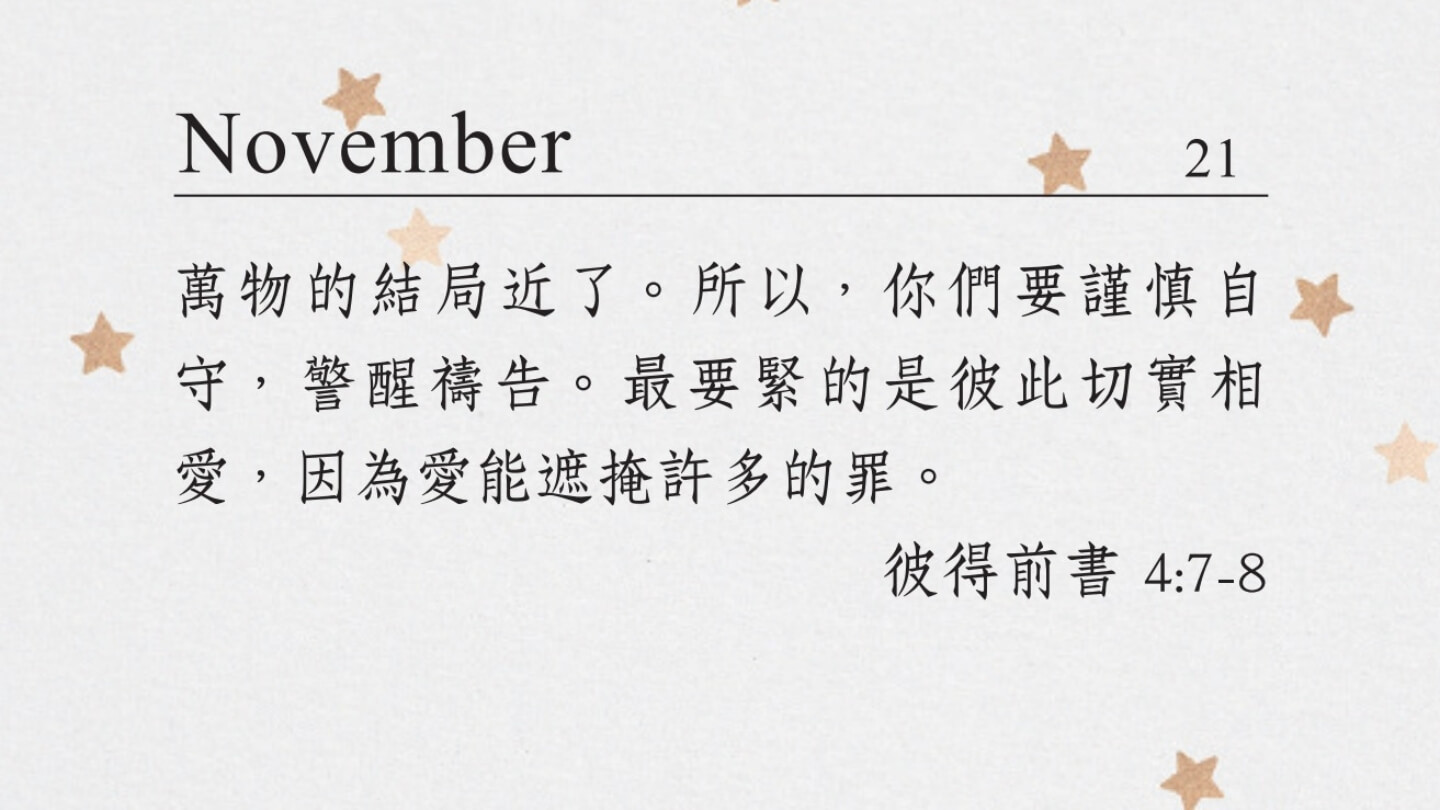 November 21
萬物的結局近了。所以，你們要謹慎自
守，警醒禱告。最要緊的是彼此切實相
愛，因為愛能遮掩許多的罪。
彼得前書 4:7-8